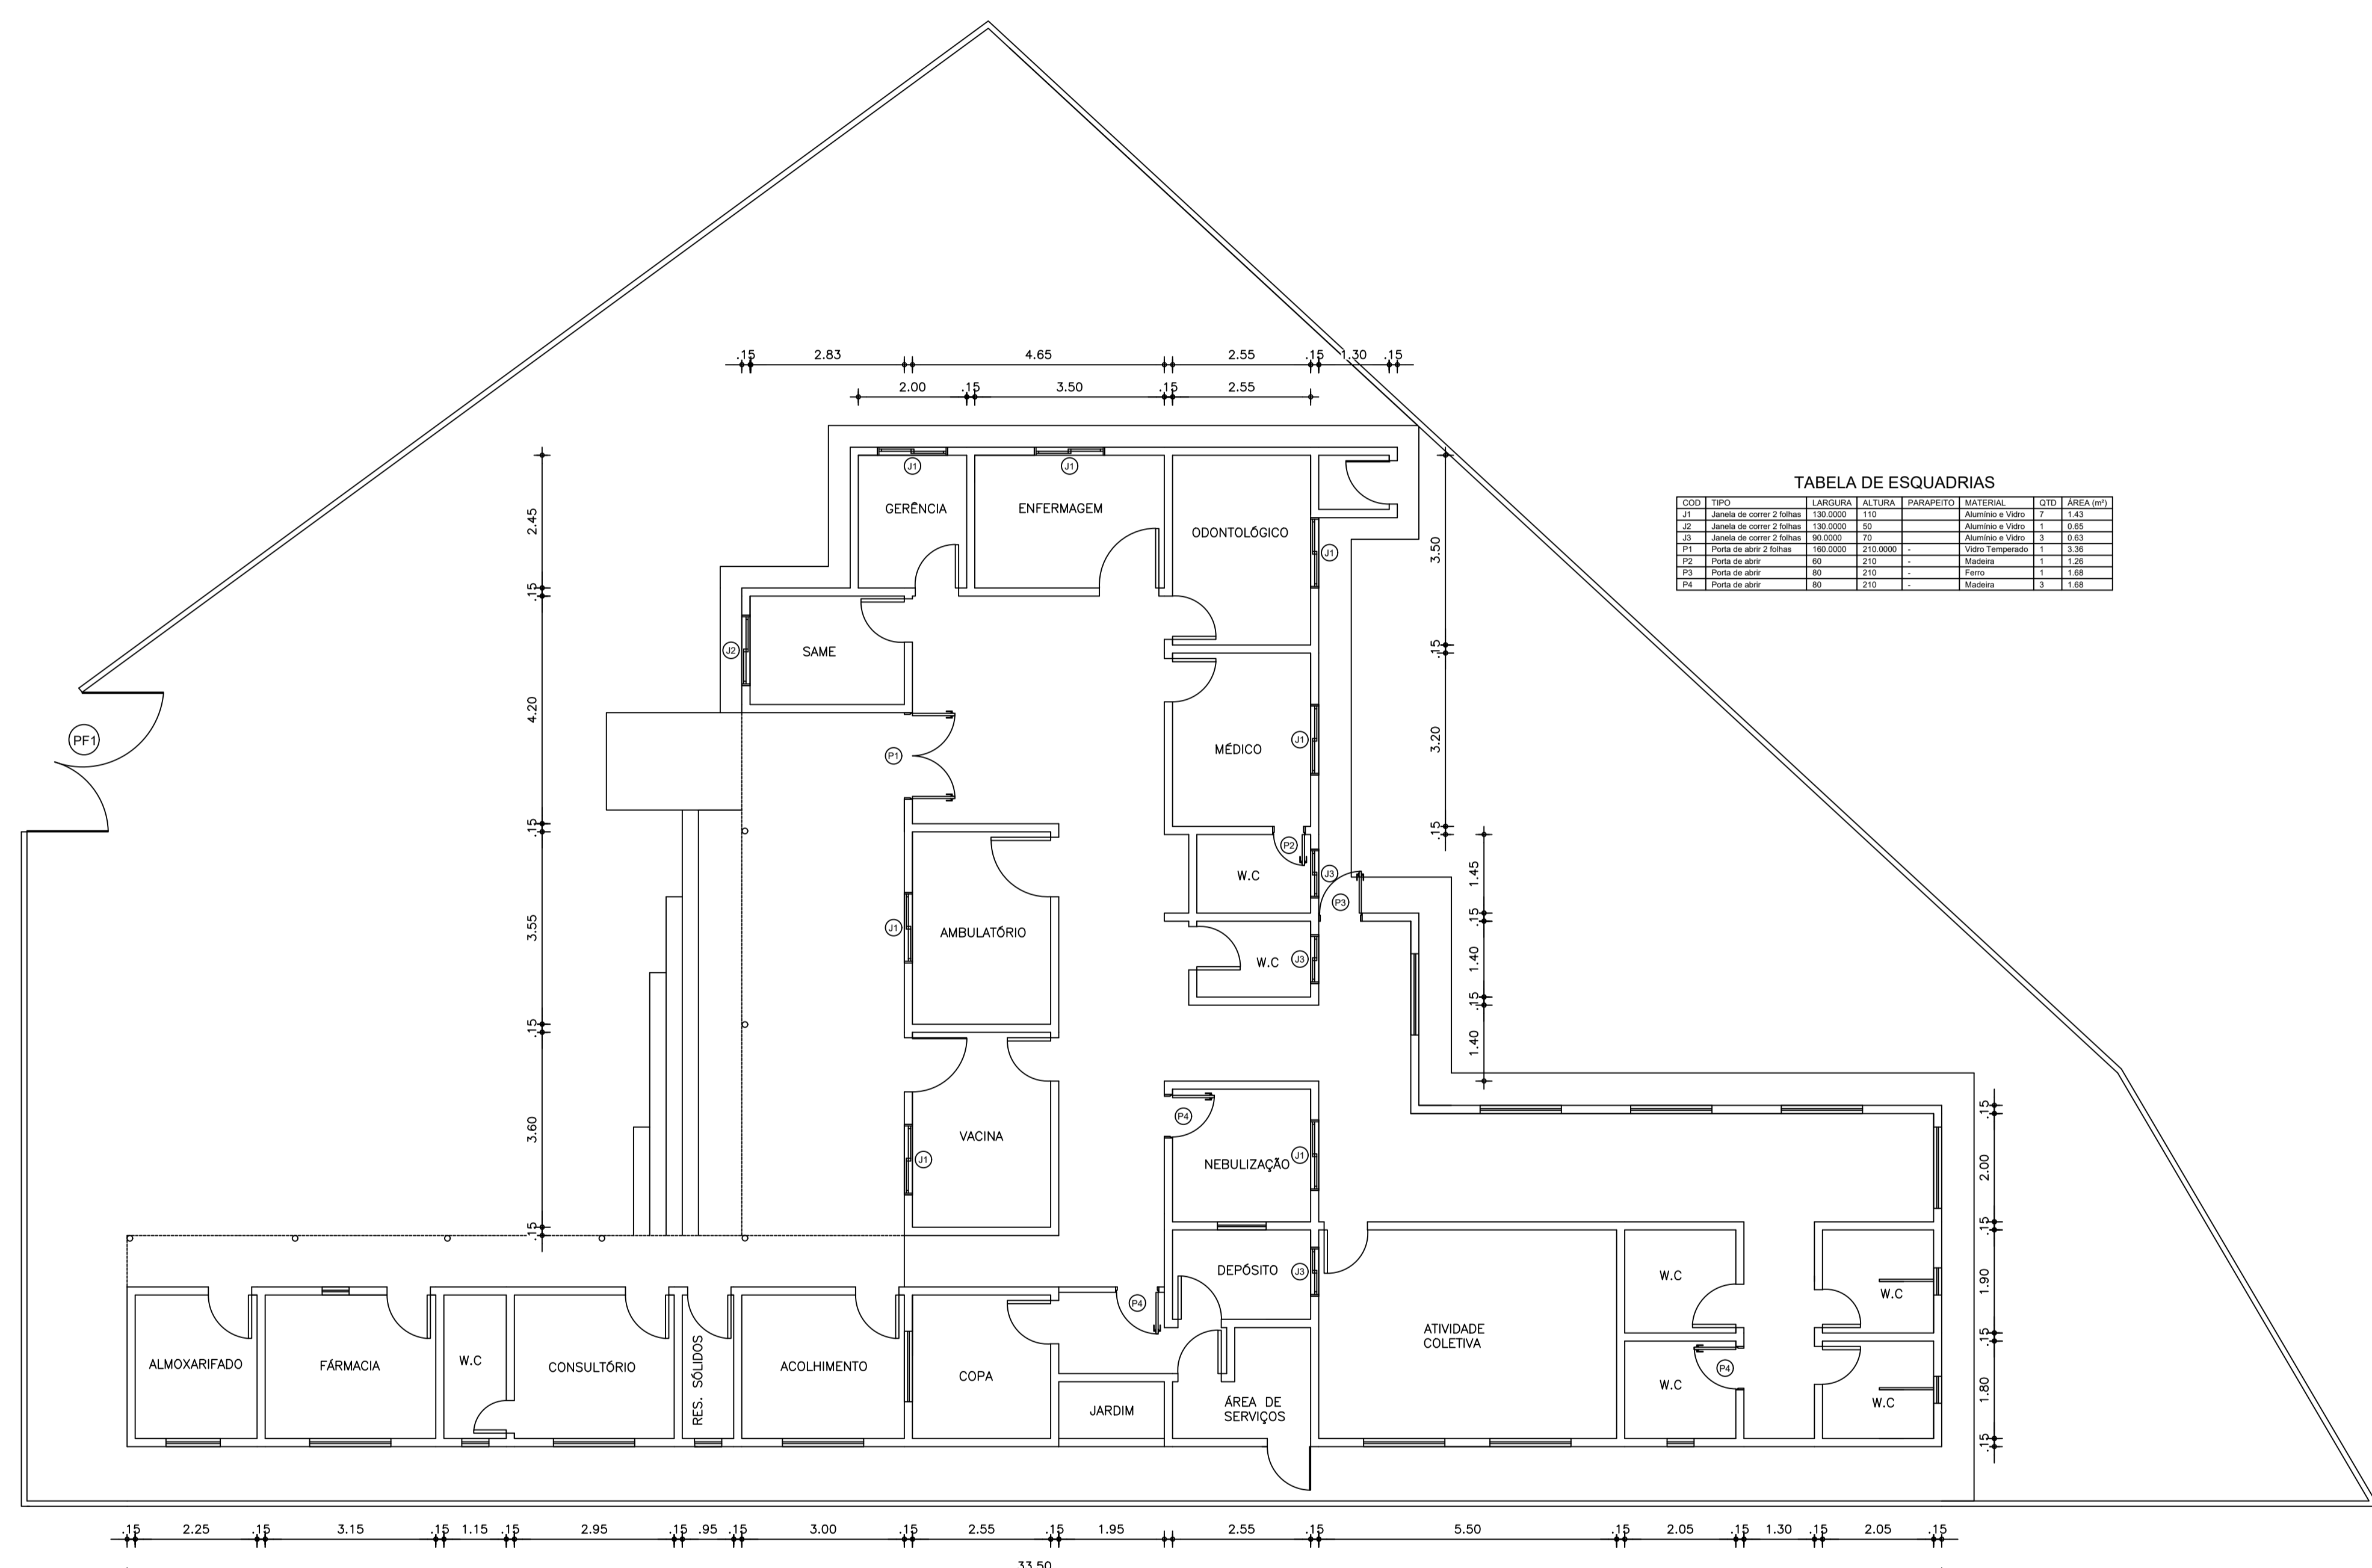 .15 2.83 4.65 2.55 .15 1.30 .15
2.00 .15 3.50 .15 2.55
J1
J1
GERÊNCIA
ENFERMAGEM
ODONTOLÓGICO
J1
TABELA DE ESQUADRIAS
COD TIPO LARGURA ALTURA PARAPEITO MATERIAL QTD ÁREA (m²)
J1 Janela de correr 2 folhas 130.0000 110 Alumínio e Vidro 7 1.43
J2 Janela de correr 2 folhas 130.0000 50 Alumínio e Vidro 1 0.65
J3 Janela de correr 2 folhas 90.0000 70 Alumínio e Vidro 3 0.63
P1 Porta de abrir 2 folhas 160.0000 210.0000 - Vidro Temperado 1 3.36
P2 Porta de abrir 60 210 - Madeira 1 1.26
P3 Porta de abrir 80 210 - Ferro 1 1.68
P4 Porta de abrir 80 210 - Madeira 3 1.68
2.45
.15
4.20
.15
3.55
.15
3.60
.15
3.50
.15
3.20
.15
1.45
.15
1.40
.15
1.40
J2
SAME
PF1
P1
MÉDICO
J1
P2
W.C
J3
P3
J1
AMBULATÓRIO
W.C
J3
P4
VACINA
J1
NEBULIZAÇÃO
J1
.15
2.00
.15
1.90
.15
1.80
.15
DEPÓSITO
J3
W.C
W.C
P4
ATIVIDADE
COLETIVA
ALMOXARIFADO
FÁRMACIA
W.C
CONSULTÓRIO
RES. SÓLIDOS
ACOLHIMENTO
COPA
JARDIM
ÁREA DE
SERVIÇOS
W.C
P4
W.C
.15 2.25 .15 3.15 .15 1.15 .15 2.95 .15 .95 .15 3.00 .15 2.55 .15 1.95 2.55 .15 5.50 .15 2.05 .15 1.30 .15 2.05 .15
33.50